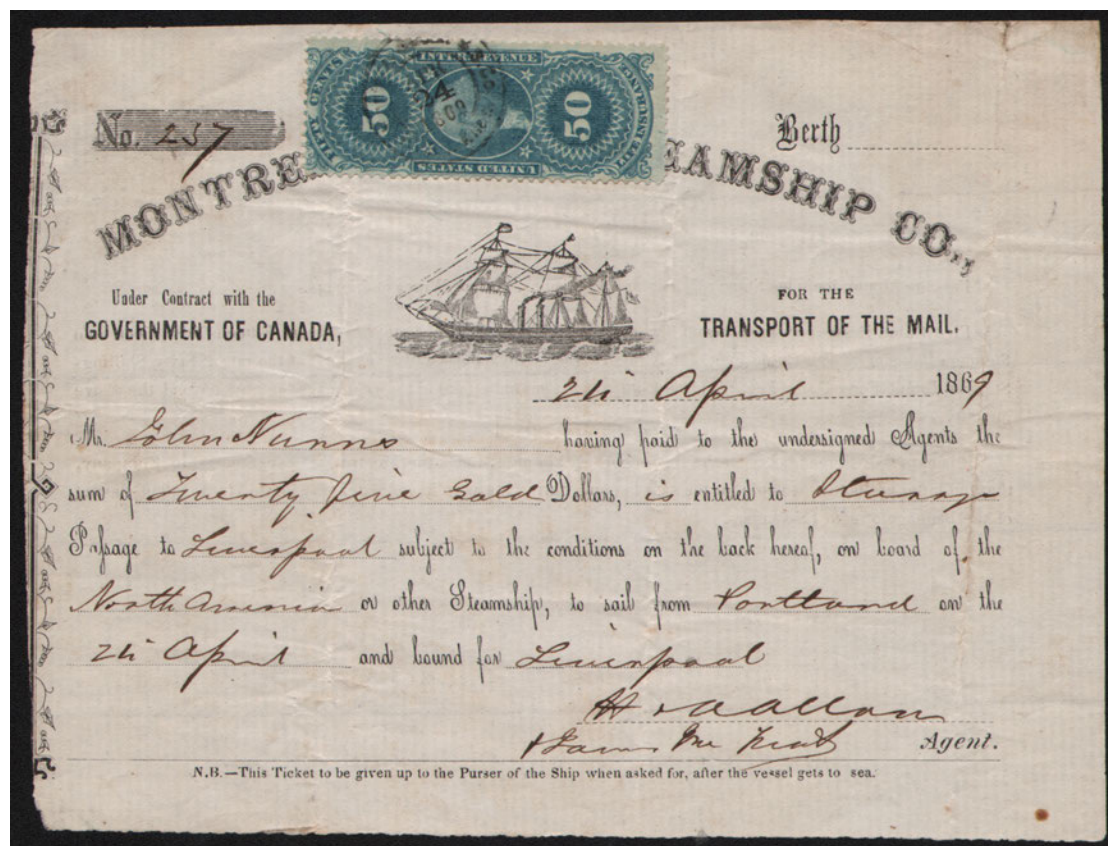 No. 257
Berth
FIFTY CENTS
INTER. REVENUE
50
50
UNITED STATES
MONTRE
EAMSHIP CO.,
Under Contract with the
GOVERNMENT OF CANADA,
FOR THE
TRANSPORT OF THE MAIL.
24 April 1869
Mr. John Nunns having paid to the undersigned Agents the
sum of Twenty five Gold Dollars, is entitled to Steerage
Passage to Liverpool subject to the conditions on the back hereof, on board of the
North American or other Steamship, to sail from Portland on the
24 April and bound for Liverpool
H & A Allan
Agent.
N.B.—This Ticket to be given up to the Purser of the Ship when asked for, after the vessel gets to sea.